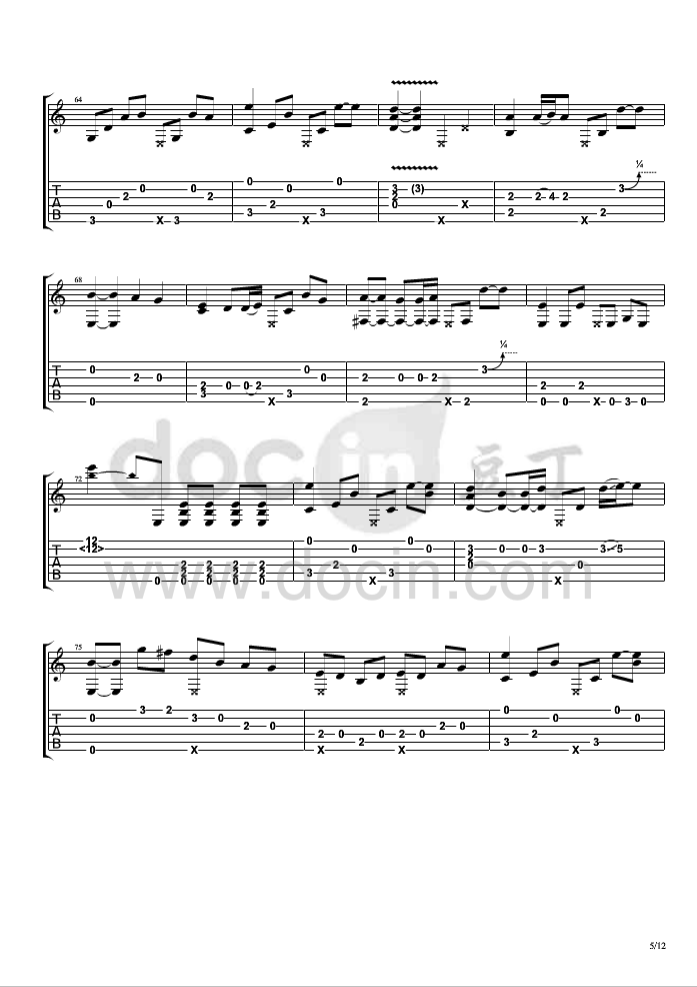 64
0 0 0
0 0 3 (3) 3 ¼
2 2 2 2 2 4 2
0 2 0 X
3 3 2 2
3 X 3 X X X
68
0 0 3 ¼
2 0 0 2 0 0 2
2 0 0 2 2 2
3 3
0 X 2 X 2 0 0 X 0 3 0
docin 豆丁
www.docin.com
72
12 0 0
<12> 0 0 3 0 0 3 3 5
2 2 2 2 2 2
2 2 2 2 0 0
3 3
0 0 0 0 0 X X
75
3 2 0 0
0 3 0 0 0
2 0 2 0
2 0 0 2 0 2
2 3 3
0 X X X X
5/12